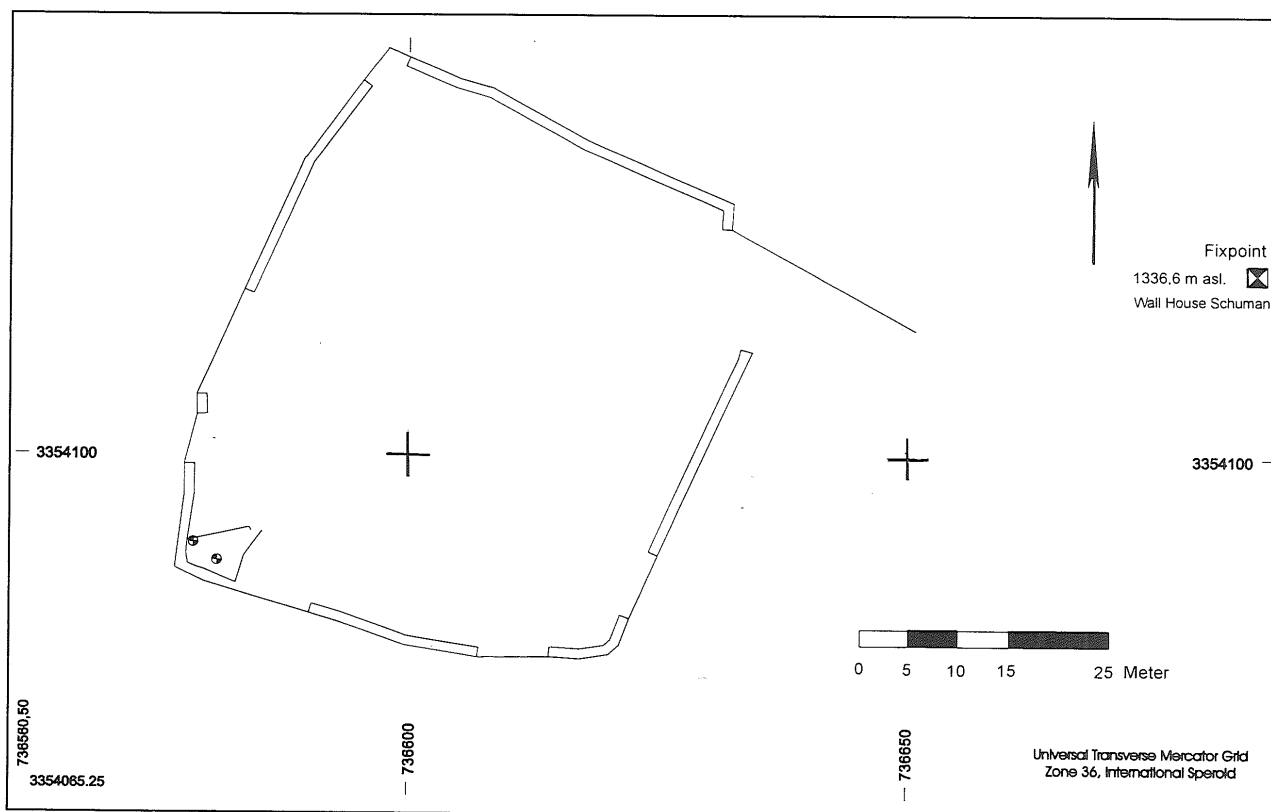 Fixpoint
1336,6 m asl.
Wall House Schuman
3354100
3354100
0 5 10 15 25 Meter
736560,50
3354065.25
736600
736650
Universal Transverse Mercator Grid
Zone 36, International Speroid